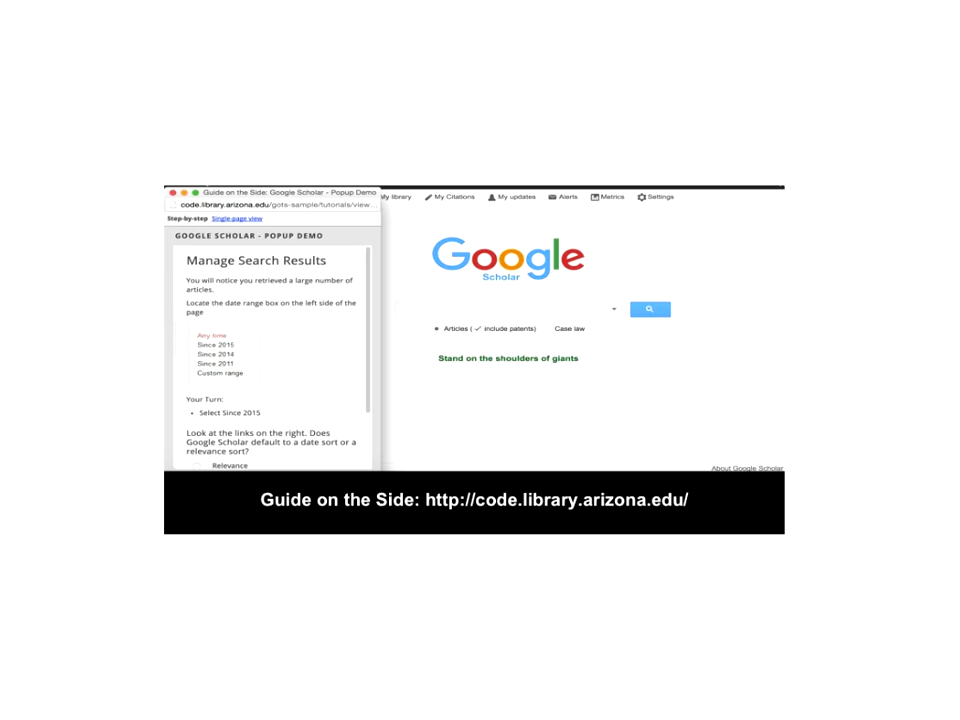 Guide on the Side: Google Scholar - Popup Demo
code.library.arizona.edu/gots-sample/tutorials/view...
Step-by-step Single-page view
GOOGLE SCHOLAR - POPUP DEMO
Manage Search Results
You will notice you retrieved a large number of
articles.
Locate the date range box on the left side of the
page
Any time
Since 2015
Since 2014
Since 2011
Custom range
Your Turn:
• Select Since 2015
Look at the links on the right. Does
Google Scholar default to a date sort or a
relevance sort?
Relevance
My library My Citations My updates Alerts Metrics Settings
Google
Scholar
Articles (✓ include patents) Case law
Stand on the shoulders of giants
About Google Scholar
Guide on the Side: http://code.library.arizona.edu/